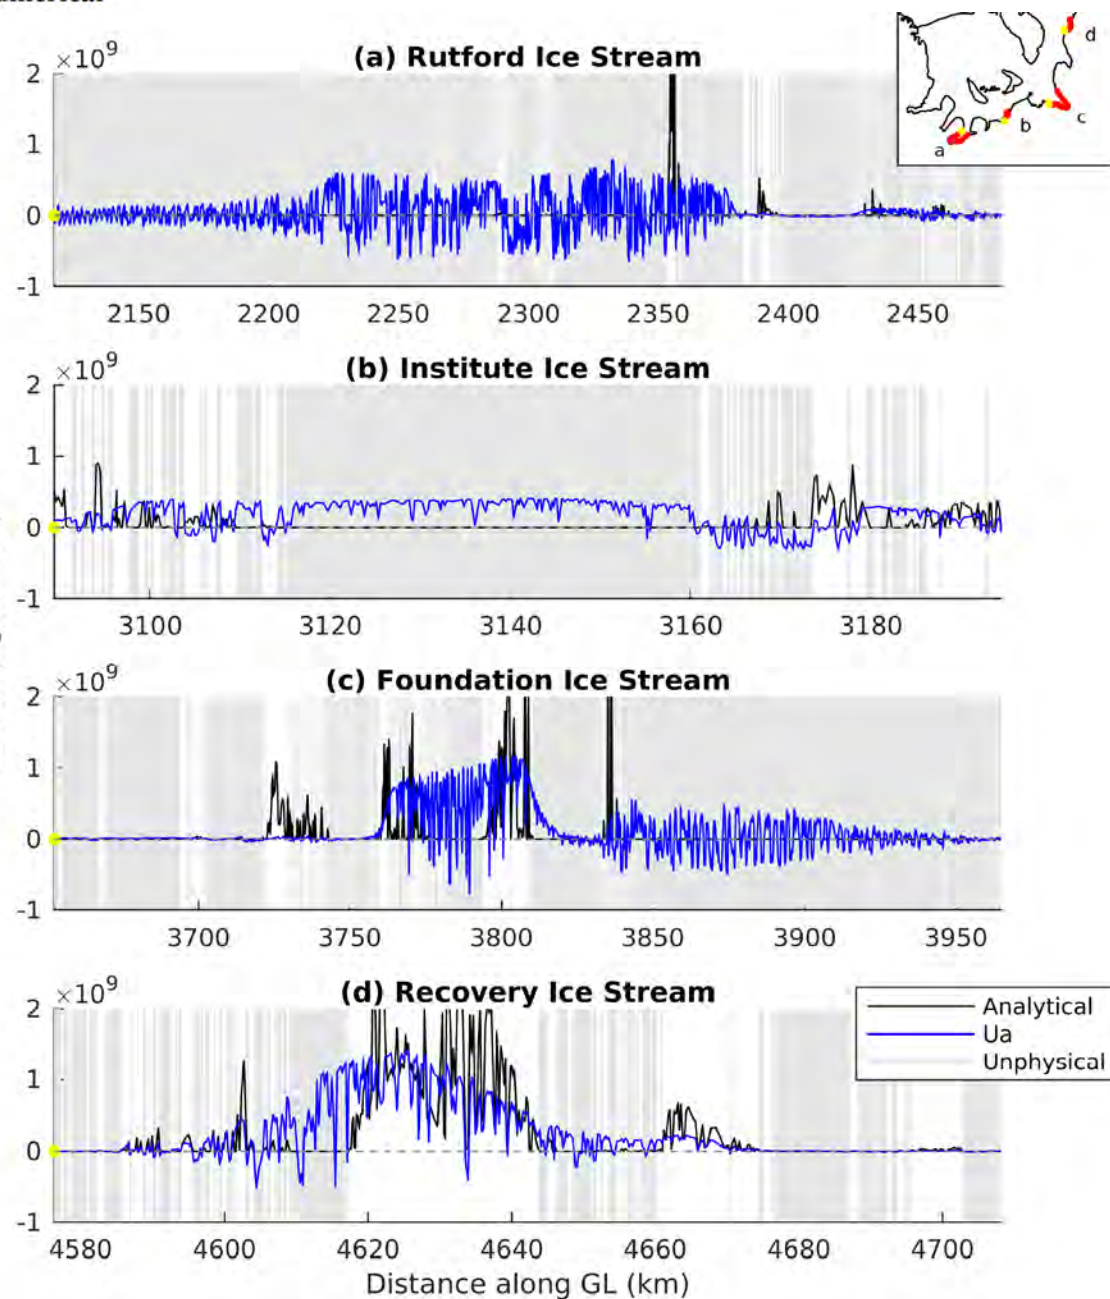 ×10⁹
(a) Rutford Ice Stream
d
b
c
a
2
1
0
-1
2150 2200 2250 2300 2350 2400 2450
×10⁹
(b) Institute Ice Stream
2
1
0
-1
3100 3120 3140 3160 3180
×10⁹
(c) Foundation Ice Stream
2
1
0
-1
3700 3750 3800 3850 3900 3950
×10⁹
(d) Recovery Ice Stream
2
1
0
-1
Analytical
Ua
Unphysical
4580 4600 4620 4640 4660 4680 4700
Distance along GL (km)